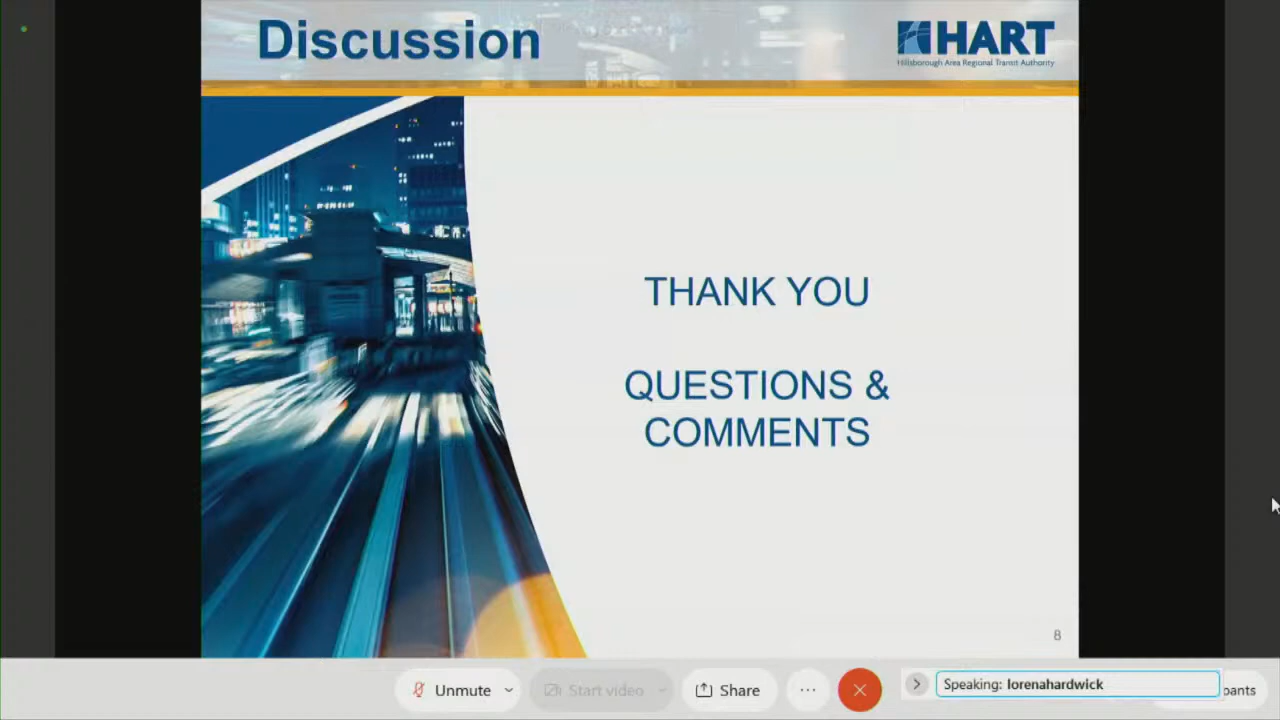 Discussion
HART
Hillsborough Area Regional Transit Authority
THANK YOU
QUESTIONS &
COMMENTS
8
Unmute
Start video
Share
Speaking: lorenahardwick
pants